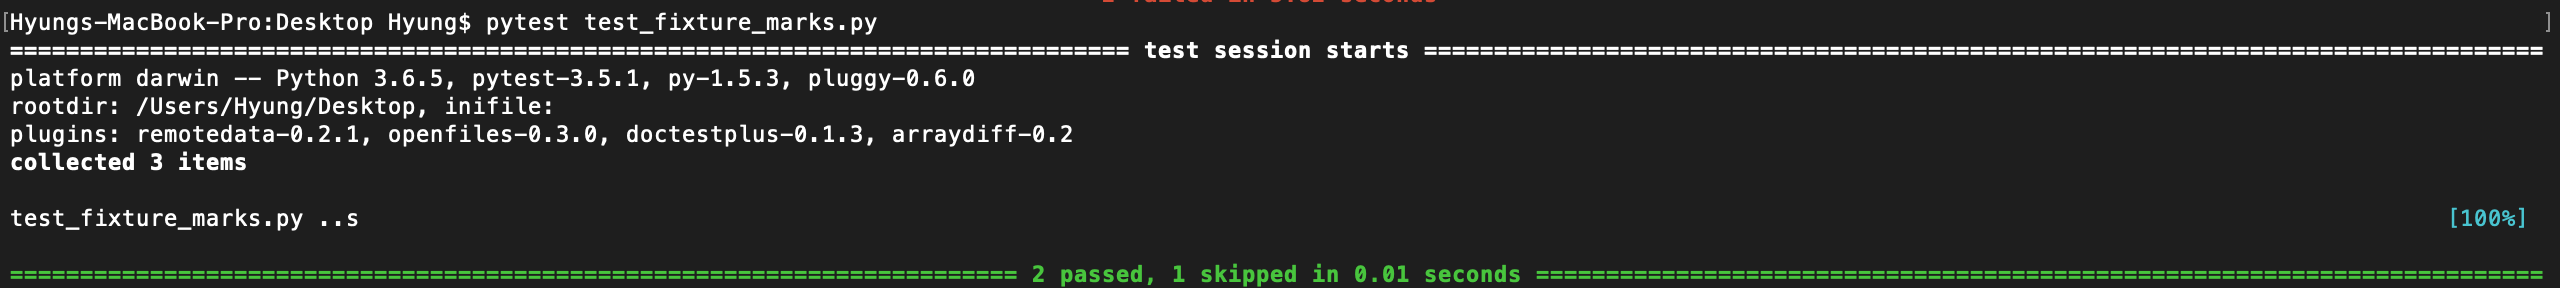 [Hyungs-MacBook-Pro:Desktop Hyung$ pytest test_fixture_marks.py ]
================================================================================ test session starts ================================================================================
platform darwin -- Python 3.6.5, pytest-3.5.1, py-1.5.3, pluggy-0.6.0
rootdir: /Users/Hyung/Desktop, inifile:
plugins: remotedata-0.2.1, openfiles-0.3.0, doctestplus-0.1.3, arraydiff-0.2
collected 3 items
test_fixture_marks.py ..s [100%]
======================================================================== 2 passed, 1 skipped in 0.01 seconds ========================================================================